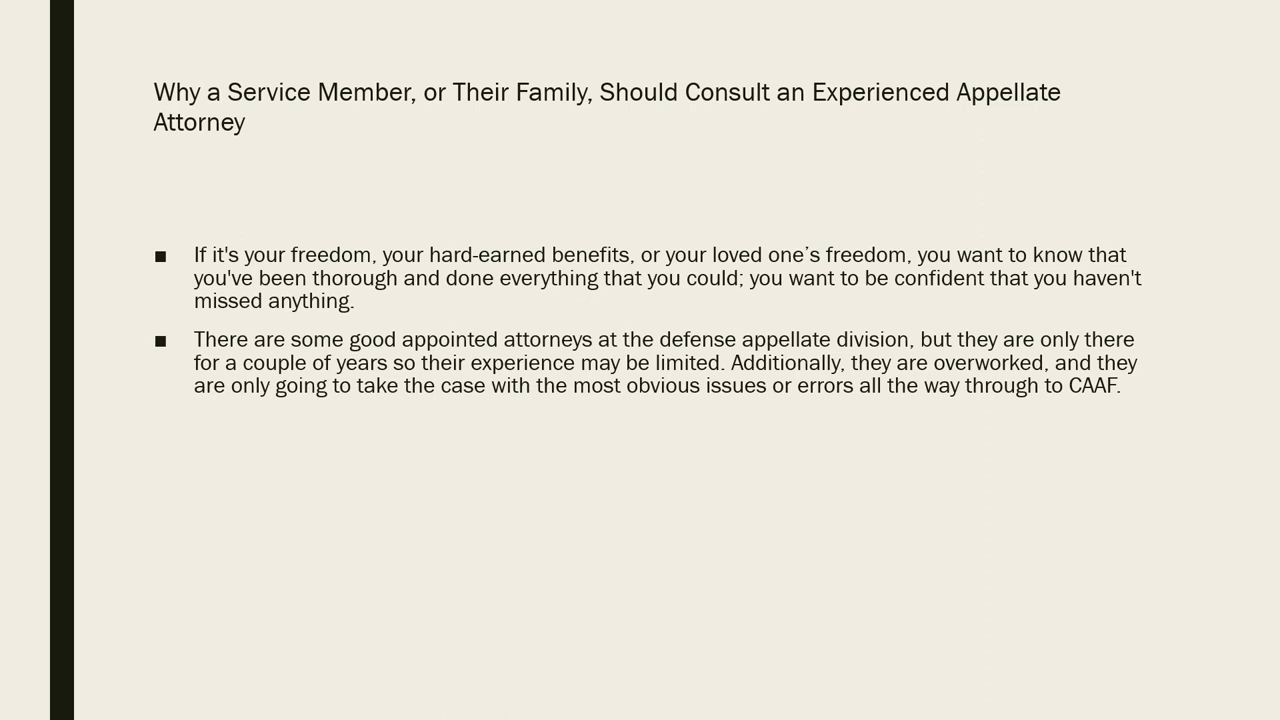 Why a Service Member, or Their Family, Should Consult an Experienced Appellate
Attorney
■ If it's your freedom, your hard-earned benefits, or your loved one’s freedom, you want to know that
you've been thorough and done everything that you could; you want to be confident that you haven't
missed anything.
■ There are some good appointed attorneys at the defense appellate division, but they are only there
for a couple of years so their experience may be limited. Additionally, they are overworked, and they
are only going to take the case with the most obvious issues or errors all the way through to CAAF.